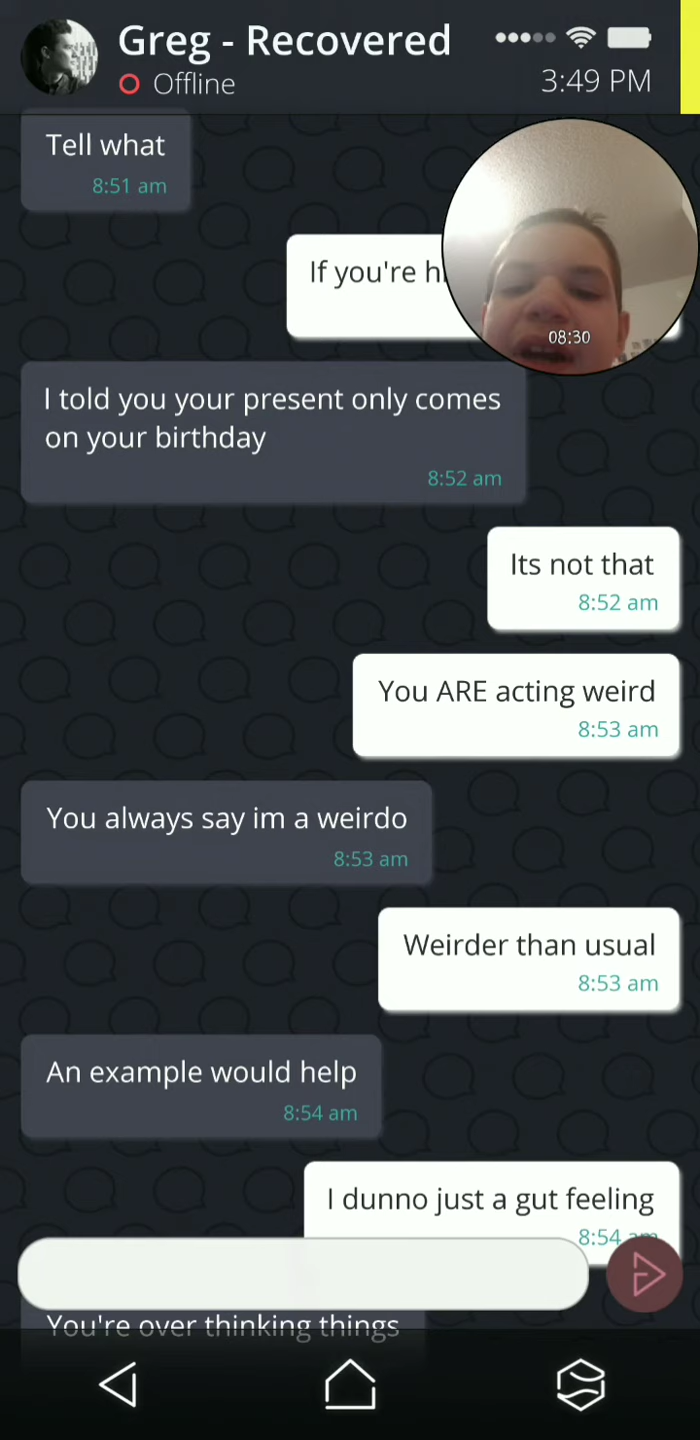 Greg - Recovered
Offline
3:49 PM
Tell what
8:51 am
If you're
08:30
I told you your present only comes
on your birthday
8:52 am
Its not that
8:52 am
You ARE acting weird
8:53 am
You always say im a weirdo
8:53 am
Weirder than usual
8:53 am
An example would help
8:54 am
I dunno just a gut feeling
8:54 am
You're over thinking things